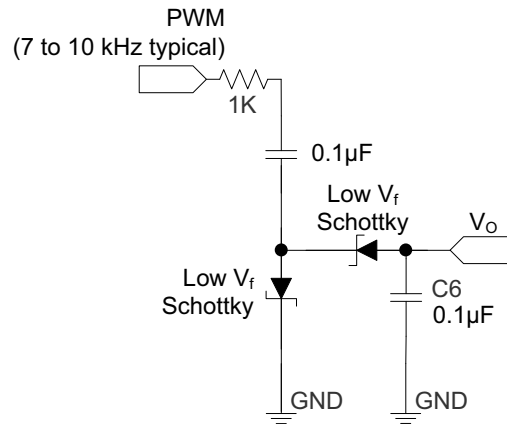 PWM
(7 to 10 kHz typical)
1K
0.1µF
Low Vf
Schottky
VO
Low Vf
Schottky
C6
0.1µF
GND
GND